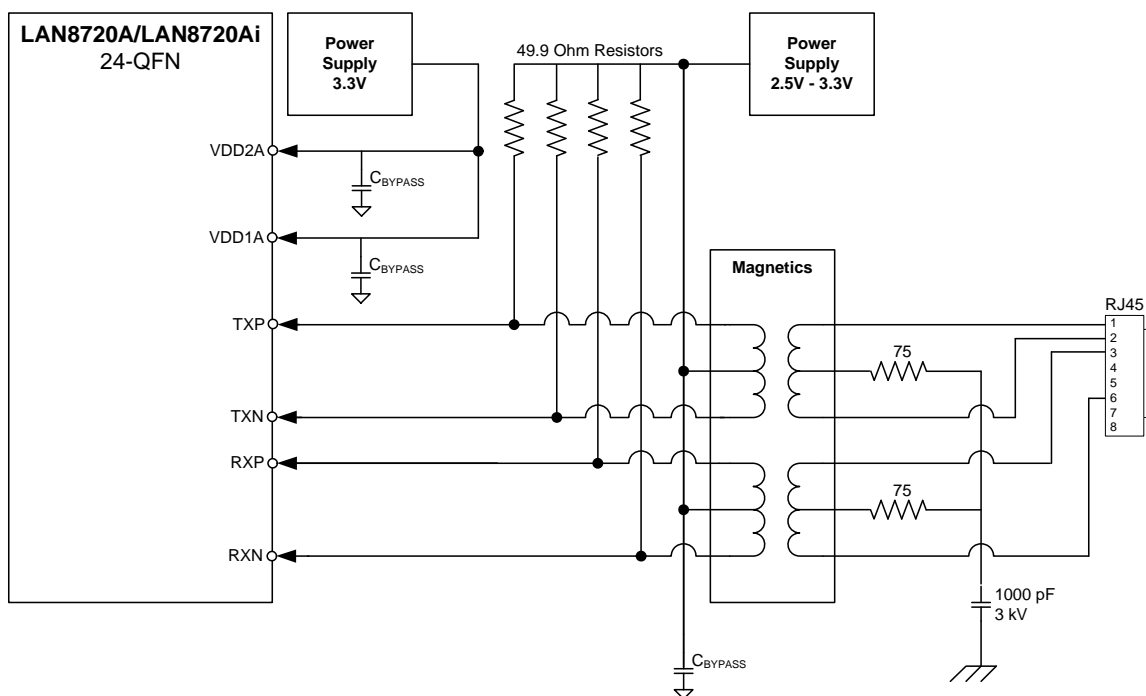 LAN8720A/LAN8720Ai
24-QFN
Power
Supply
3.3V
49.9 Ohm Resistors
Power
Supply
2.5V - 3.3V
VDD2A
CBYPASS
VDD1A
CBYPASS
Magnetics
RJ45
TXP
1
2
3
4
5
6
7
8
75
TXN
RXP
75
RXN
1000 pF
3 kV
CBYPASS